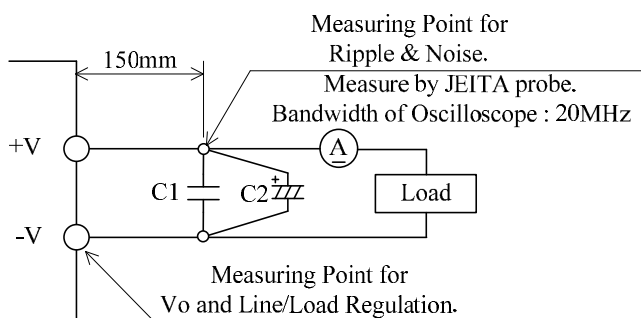 Measuring Point for
Ripple & Noise.
Measure by JEITA probe.
Bandwidth of Oscilloscope : 20MHz
150mm
+V
A
C1
+
C2
Load
-V
Measuring Point for
Vo and Line/Load Regulation.